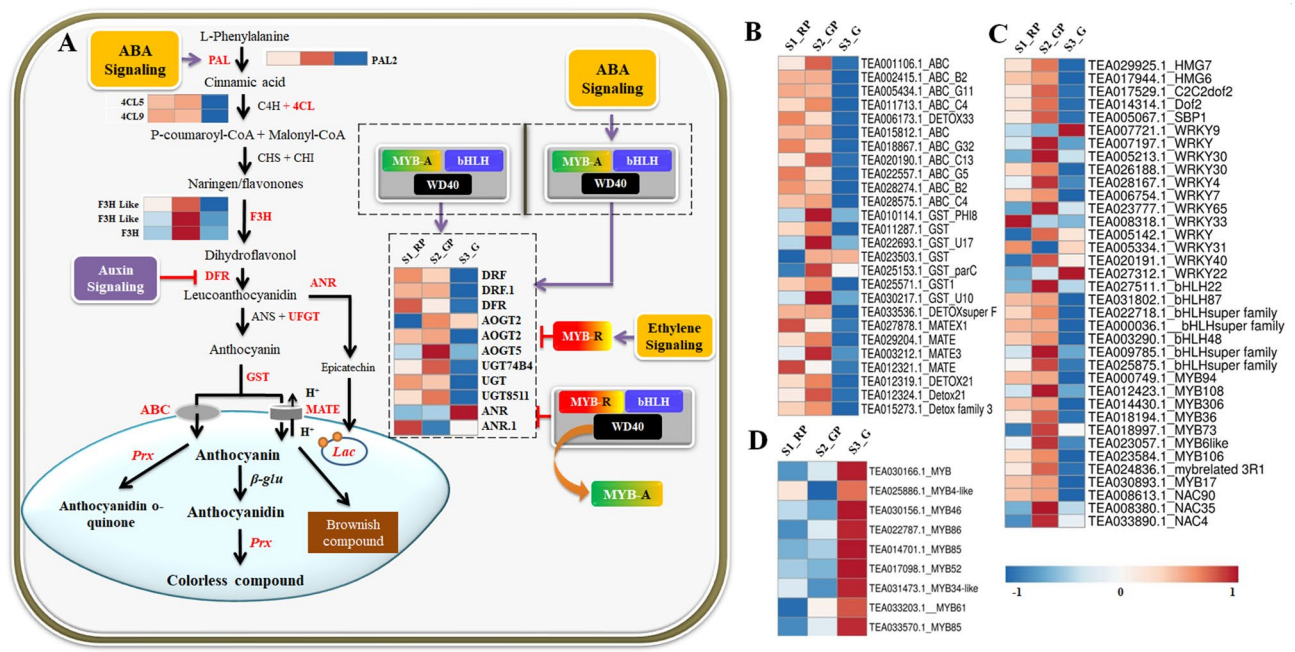 A
L-Phenylalanine
ABA
Signaling
PAL
PAL2
Cinnamic acid
4CL5
4CL9
C4H + 4CL
P-coumaroyl-CoA + Malonyl-CoA
CHS + CHI
Naringen/flavonones
F3H Like
F3H Like
F3H
F3H
Dihydroflavonol
Auxin
Signaling
DFR
ANR
Leucoanthocyanidin
ANS + UFGT
Anthocyanin
Epicatechin
GST
H+
ABC
MATE
H+
Lac
Prx
Anthocyanin
β-glu
Anthocyanidin o-
quinone
Anthocyanidin
Brownish
compound
Prx
Colorless compound
ABA
Signaling
MYB-A
bHLH
WD40
MYB-A
bHLH
WD40
S1_RP
S2_GP
S3_G
DRF
DRF.1
DFR
AOGT2
AOGT2
AOGT5
UGT74B4
UGT
UGT8511
ANR
ANR.1
MYB-R
Ethylene
Signaling
MYB-R
bHLH
WD40
MYB-A
B
S1_RP
S2_GP
S3_G
TEA001106.1_ABC
TEA002415.1_ABC_B2
TEA005434.1_ABC_G11
TEA011713.1_ABC_C4
TEA006173.1_DETOX33
TEA015812.1_ABC
TEA018867.1_ABC_G32
TEA020190.1_ABC_C13
TEA022557.1_ABC_G5
TEA028274.1_ABC_B2
TEA028575.1_ABC_C4
TEA010114.1_GST_PHI8
TEA011287.1_GST
TEA022693.1_GST_U17
TEA023503.1_GST
TEA025153.1_GST_parC
TEA025571.1_GST1
TEA030217.1_GST_U10
TEA033536.1_DETOXsuper F
TEA027878.1_MATEX1
TEA029204.1_MATE
TEA003212.1_MATE3
TEA012321.1_MATE
TEA012319.1_DETOX21
TEA012324.1_Detox21
TEA015273.1_Detox family 3
C
S1_RP
S2_GP
S3_G
TEA029925.1_HMG7
TEA017944.1_HMG6
TEA017529.1_C2C2dof2
TEA014314.1_Dof2
TEA005067.1_SBP1
TEA007721.1_WRKY9
TEA007197.1_WRKY
TEA005213.1_WRKY30
TEA026188.1_WRKY30
TEA028167.1_WRKY4
TEA006754.1_WRKY7
TEA023777.1_WRKY65
TEA008318.1_WRKY33
TEA005142.1_WRKY
TEA005334.1_WRKY31
TEA020191.1_WRKY40
TEA027312.1_WRKY22
TEA027511.1_bHLH22
TEA031802.1_bHLH87
TEA022718.1_bHLHsuper family
TEA000036.1__bHLHsuper family
TEA003290.1_bHLH48
TEA009785.1_bHLHsuper family
TEA025875.1_bHLHsuper family
TEA000749.1_MYB94
TEA012423.1_MYB108
TEA014430.1_MYB306
TEA018194.1_MYB36
TEA018997.1_MYB73
TEA023057.1_MYB6like
TEA023584.1_MYB106
TEA024836.1_mybrelated 3R1
TEA030893.1_MYB17
TEA008613.1_NAC90
TEA008380.1_NAC35
TEA033890.1_NAC4
D
S1_RP
S2_GP
S3_G
TEA030166.1_MYB
TEA025886.1_MYB4-like
TEA030156.1_MYB46
TEA022787.1_MYB86
TEA014701.1_MYB85
TEA017098.1_MYB52
TEA031473.1_MYB34-like
TEA033203.1__MYB61
TEA033570.1_MYB85
-1
0
1